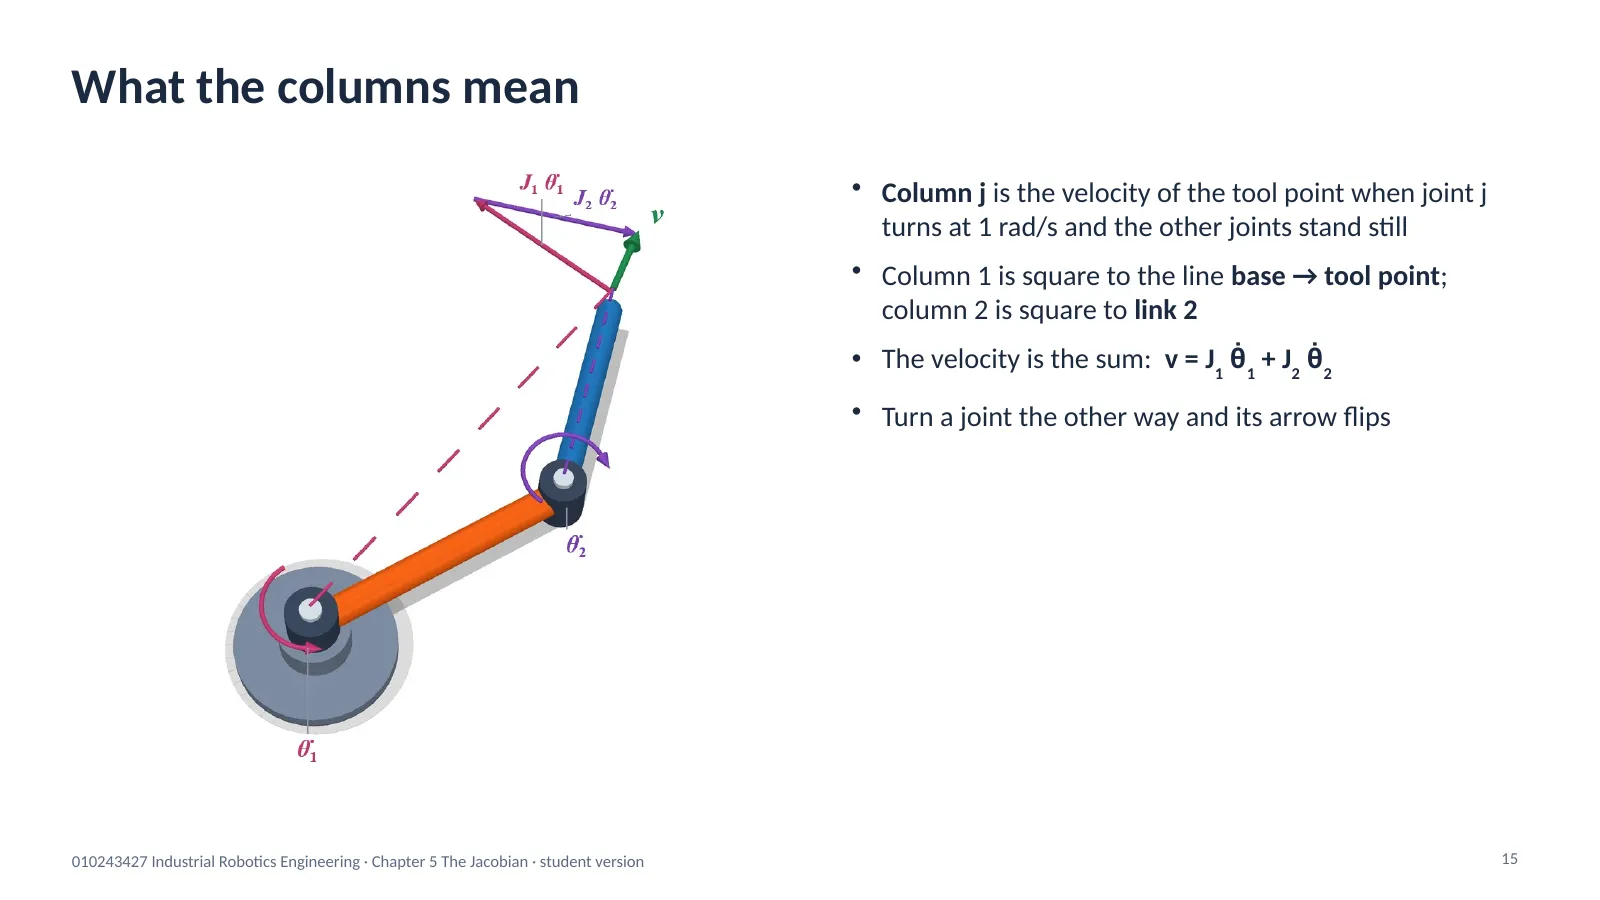 What the columns mean
J₁ θ̇₁
J₂ θ̇₂
v
θ̇₂
θ̇₁
• Column j is the velocity of the tool point when joint j
turns at 1 rad/s and the other joints stand still
• Column 1 is square to the line base → tool point;
column 2 is square to link 2
• The velocity is the sum: v = J₁ θ̇₁ + J₂ θ̇₂
• Turn a joint the other way and its arrow flips
010243427 Industrial Robotics Engineering · Chapter 5 The Jacobian · student version
15